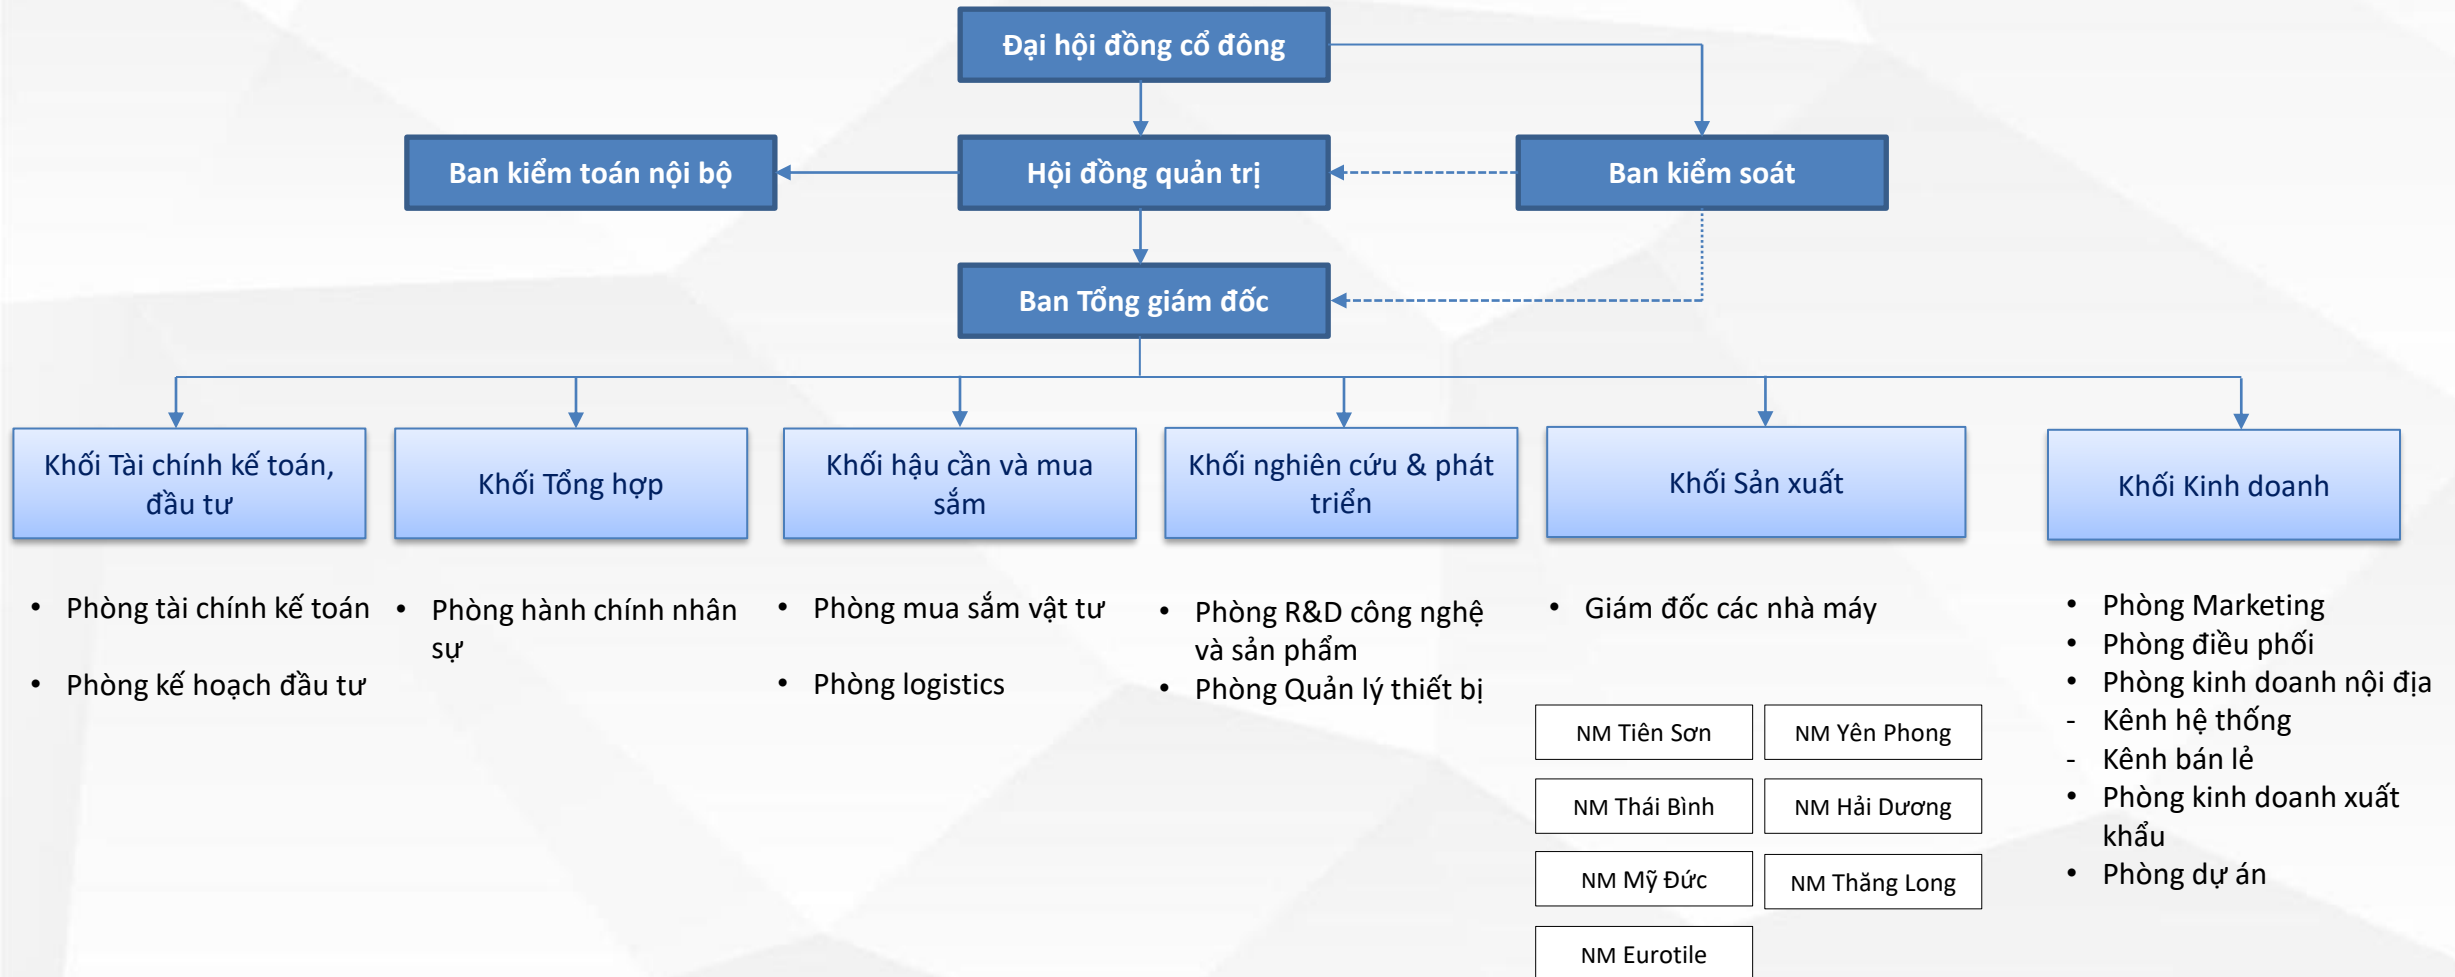 Đại hội đồng cổ đông
Ban kiểm toán nội bộ
Hội đồng quản trị
Ban kiểm soát
Ban Tổng giám đốc
Khối Tài chính kế toán,
đầu tư
Khối Tổng hợp
Khối hậu cần và mua
sắm
Khối nghiên cứu & phát
triển
Khối Sản xuất
Khối Kinh doanh
• Phòng tài chính kế toán
• Phòng kế hoạch đầu tư
• Phòng hành chính nhân
sự
• Phòng mua sắm vật tư
• Phòng logistics
• Phòng R&D công nghệ
và sản phẩm
• Phòng Quản lý thiết bị
• Giám đốc các nhà máy
NM Tiên Sơn
NM Yên Phong
NM Thái Bình
NM Hải Dương
NM Mỹ Đức
NM Thăng Long
NM Eurotile
• Phòng Marketing
• Phòng điều phối
• Phòng kinh doanh nội địa
- Kênh hệ thống
- Kênh bán lẻ
• Phòng kinh doanh xuất
khẩu
• Phòng dự án